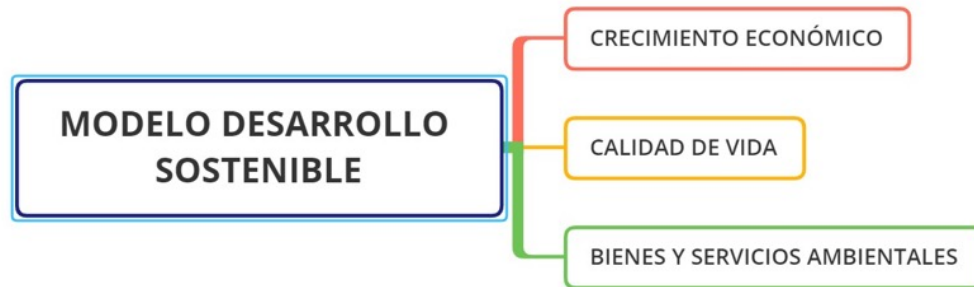 MODELO DESARROLLO
SOSTENIBLE
CRECIMIENTO ECONÓMICO
CALIDAD DE VIDA
BIENES Y SERVICIOS AMBIENTALES